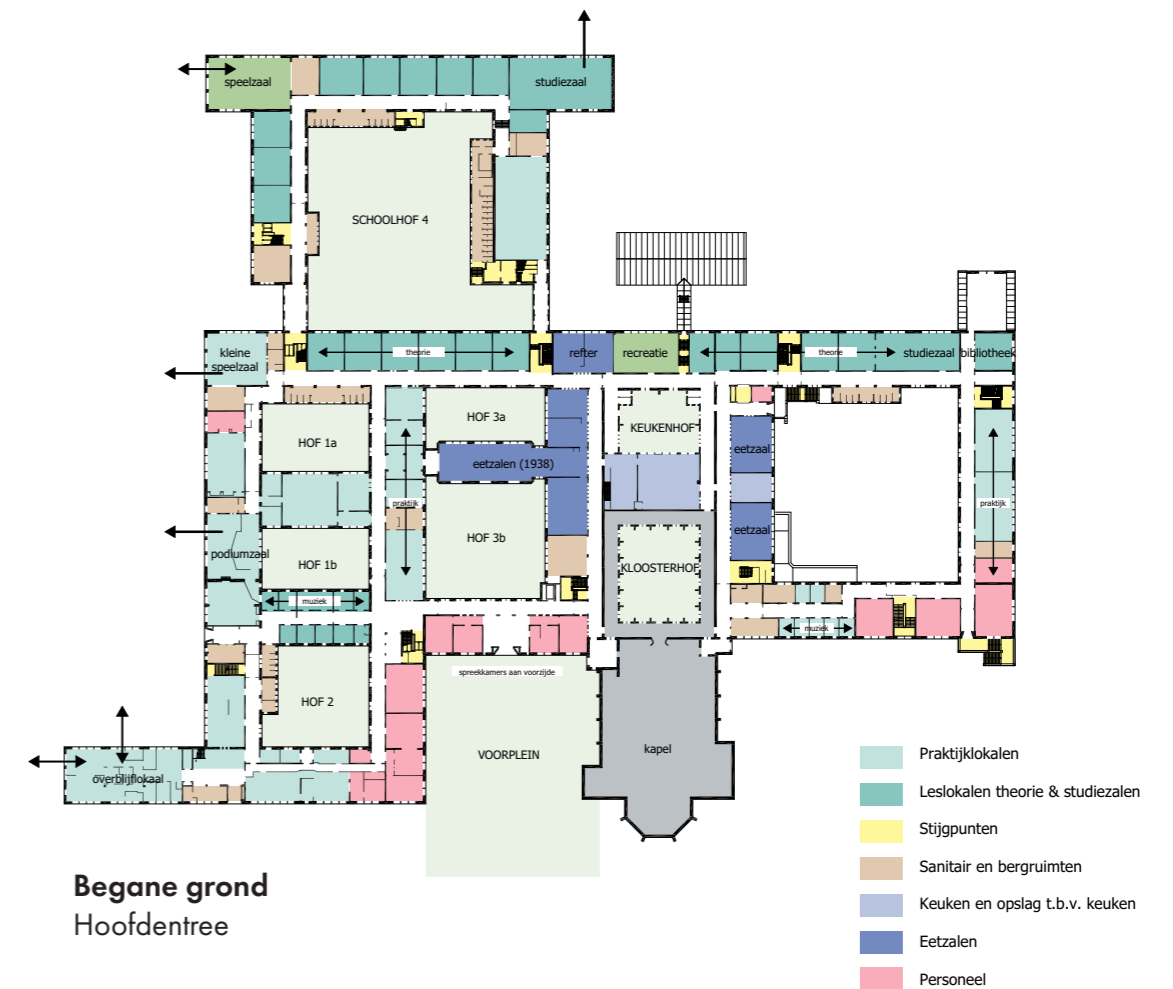 speelzaal
studiezaal
SCHOOLHOF 4
kleine
speelzaal
theorie
refter
recreatie
theorie
studiezaal
bibliotheek
HOF 1a
HOF 3a
KEUKENHOF
eetzaal
eetzalen (1938)
praktijk
praktijk
podiumzaal
HOF 3b
eetzaal
HOF 1b
KLOOSTERHOF
muziek
muziek
spreekkamers aan voorzijde
HOF 2
VOORPLEIN
kapel
overblijflokaal
Begane grond
Hoofdentree
Praktijklokalen
Leslokalen theorie & studiezalen
Stijgpunten
Sanitair en bergruimten
Keuken en opslag t.b.v. keuken
Eetzalen
Personeel